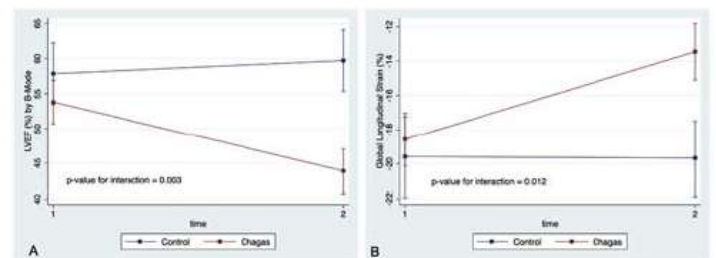 LVEF (%) by B-Mode
65
60
55
50
45
40
p-value for interaction = 0.003
1
2
time
Control
Chagas
A
Global Longitudinal Strain (%)
-12
-14
-16
-18
-20
-22
p-value for interaction = 0.012
1
2
time
Control
Chagas
B